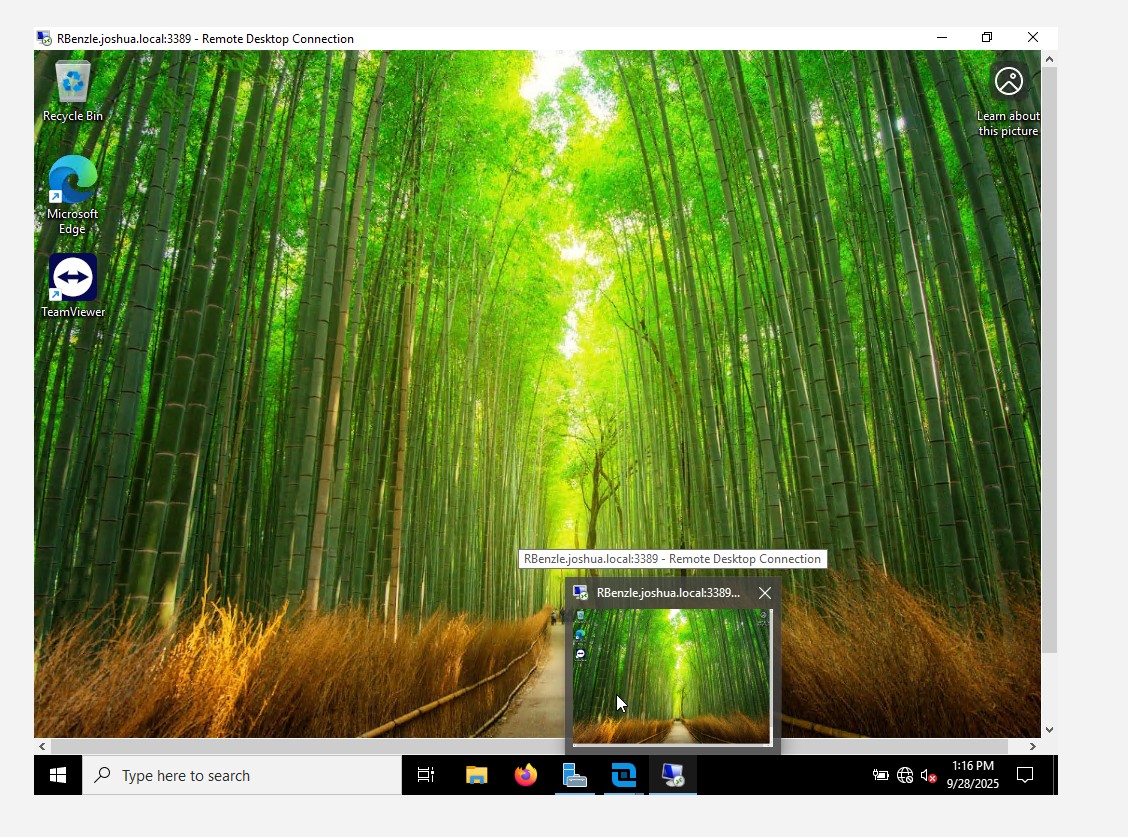 RBenzle.joshua.local:3389 - Remote Desktop Connection
Recycle Bin
Learn about
this picture
Microsoft
Edge
TeamViewer
RBenzle.joshua.local:3389 - Remote Desktop Connection
RBenzle.joshua.local:3389...
Type here to search
1:16 PM
9/28/2025